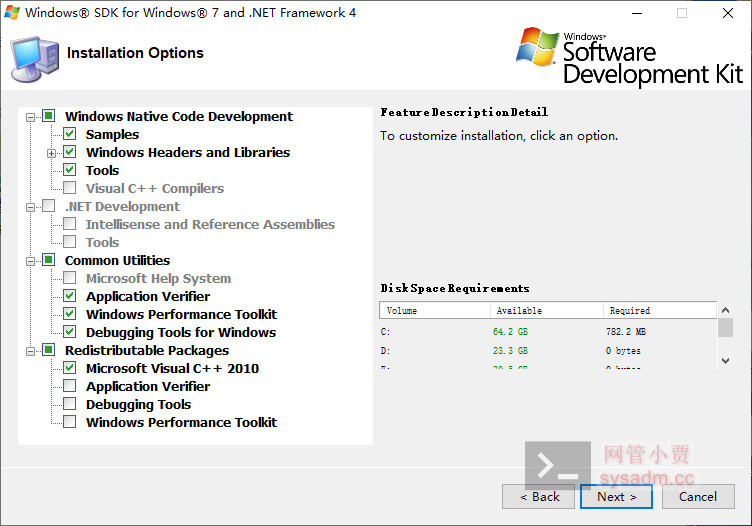 Windows® SDK for Windows® 7 and .NET Framework 4
Installation Options
Windows®
Software
Development Kit
Windows Native Code Development
Samples
Windows Headers and Libraries
Tools
Visual C++ Compilers
.NET Development
Intellisense and Reference Assemblies
Tools
Common Utilities
Microsoft Help System
Application Verifier
Windows Performance Toolkit
Debugging Tools for Windows
Redistributable Packages
Microsoft Visual C++ 2010
Application Verifier
Debugging Tools
Windows Performance Toolkit
Feature Description Detail
To customize installation, click an option.
Disk Space Requirements
Volume Available Required
C: 64.2 GB 782.2 MB
D: 23.3 GB 0 bytes
网管小贾
sysadm.cc
< Back Next > Cancel